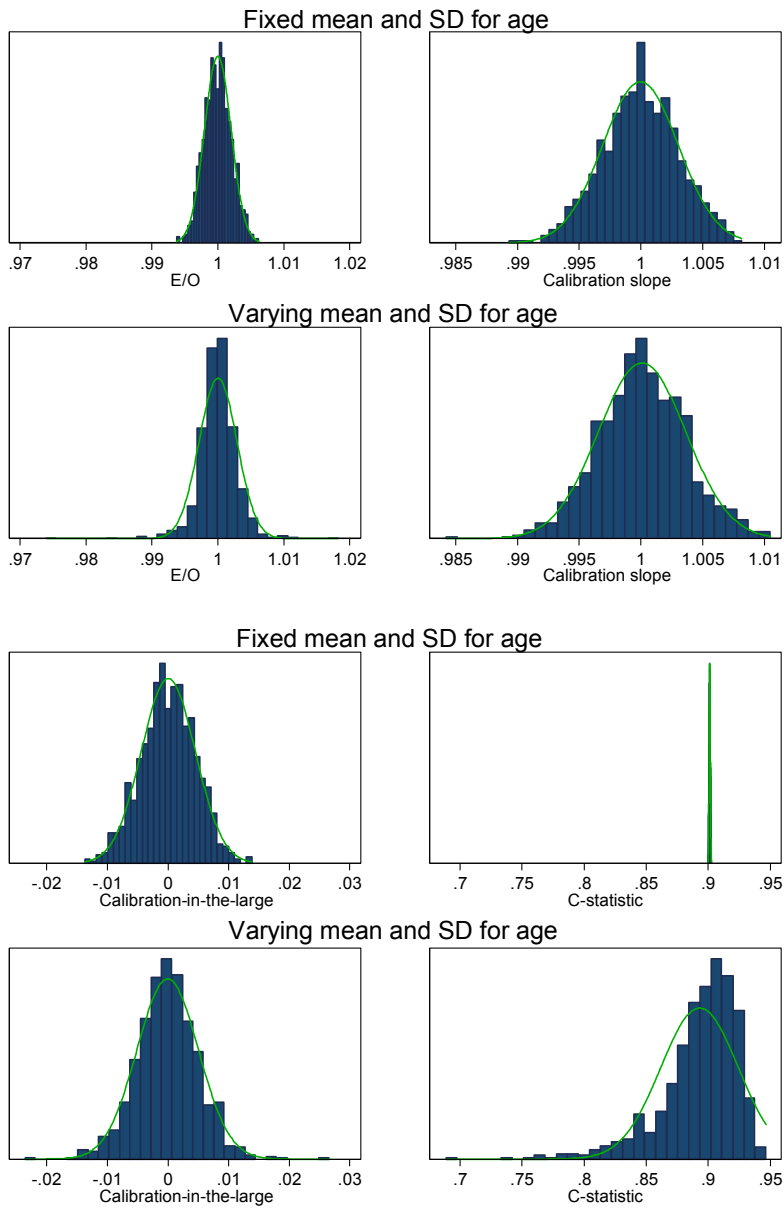 Fixed mean and SD for age
.97 .98 .99 1 1.01 1.02
E/O
.985 .99 .995 1 1.005 1.01
Calibration slope
Varying mean and SD for age
.97 .98 .99 1 1.01 1.02
E/O
.985 .99 .995 1 1.005 1.01
Calibration slope
Fixed mean and SD for age
-.02 -.01 0 .01 .02 .03
Calibration-in-the-large
.7 .75 .8 .85 .9 .95
C-statistic
Varying mean and SD for age
-.02 -.01 0 .01 .02 .03
Calibration-in-the-large
.7 .75 .8 .85 .9 .95
C-statistic